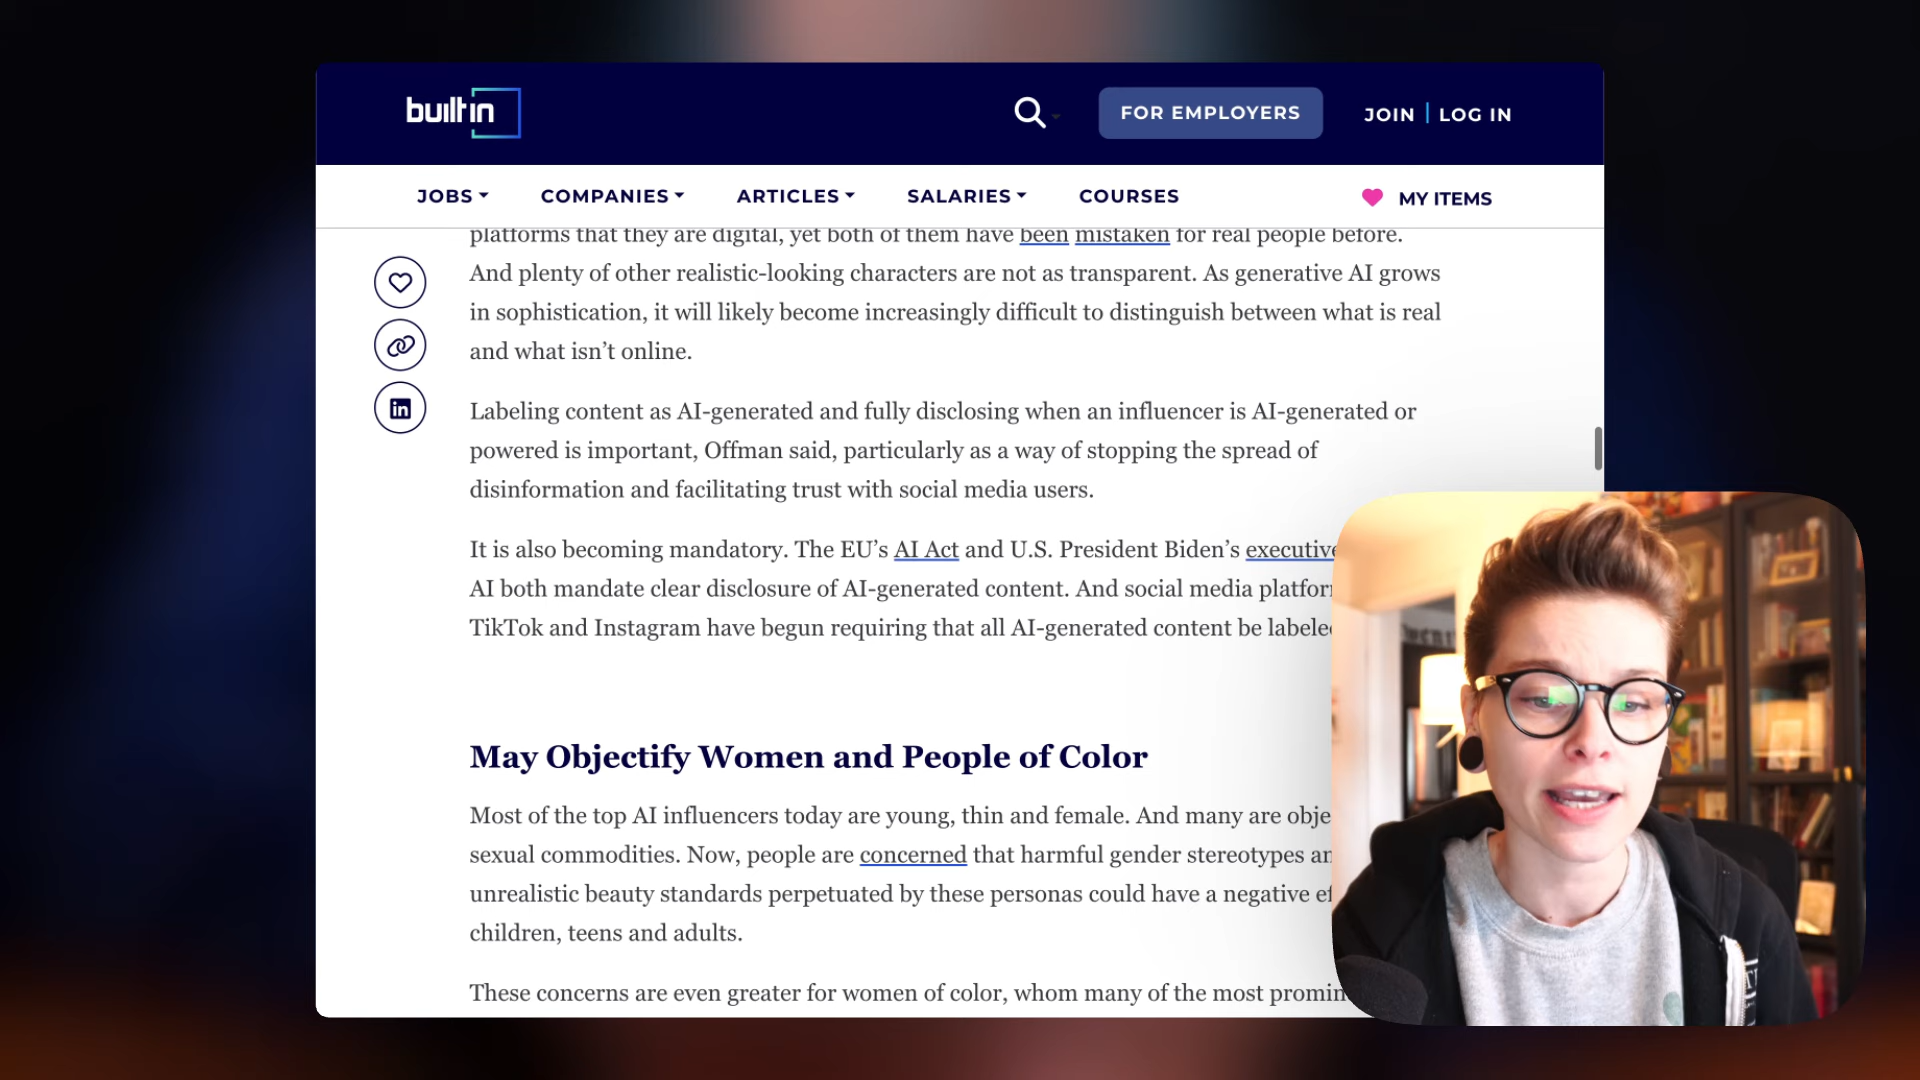 builtin
FOR EMPLOYERS
JOIN | LOG IN
JOBS
COMPANIES
ARTICLES
SALARIES
COURSES
MY ITEMS
platforms that they are digital, yet both of them have been mistaken for real people before.
And plenty of other realistic-looking characters are not as transparent. As generative AI grows
in sophistication, it will likely become increasingly difficult to distinguish between what is real
and what isn’t online.
in
Labeling content as AI-generated and fully disclosing when an influencer is AI-generated or
powered is important, Offman said, particularly as a way of stopping the spread of
disinformation and facilitating trust with social media users.
It is also becoming mandatory. The EU’s AI Act and U.S. President Biden’s executive
AI both mandate clear disclosure of AI-generated content. And social media
TikTok and Instagram have begun requiring that all AI-generated content be
May Objectify Women and People of Color
Most of the top AI influencers today are young, thin and female. And many are
sexual commodities. Now, people are concerned that harmful gender stereotypes
unrealistic beauty standards perpetuated by these personas could have a negative
children, teens and adults.
These concerns are even greater for women of color, whom many of the most